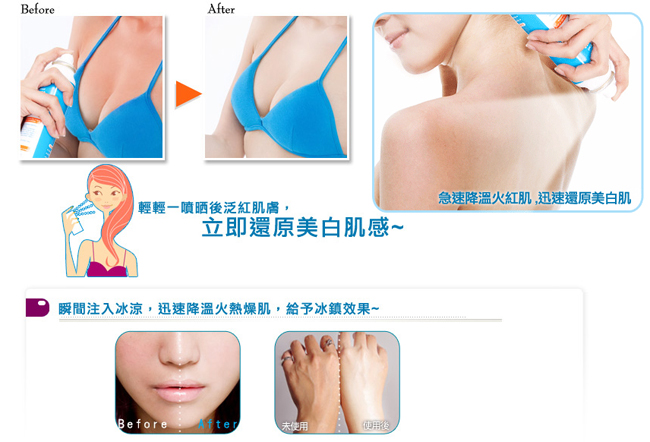 Before
After
急速降溫火紅肌 ,迅速還原美白肌
輕輕一噴晒後泛紅肌膚，
立即還原美白肌感~
瞬間注入冰涼，迅速降溫火熱燥肌，給予冰鎮效果~
Before
After
未使用
使用後